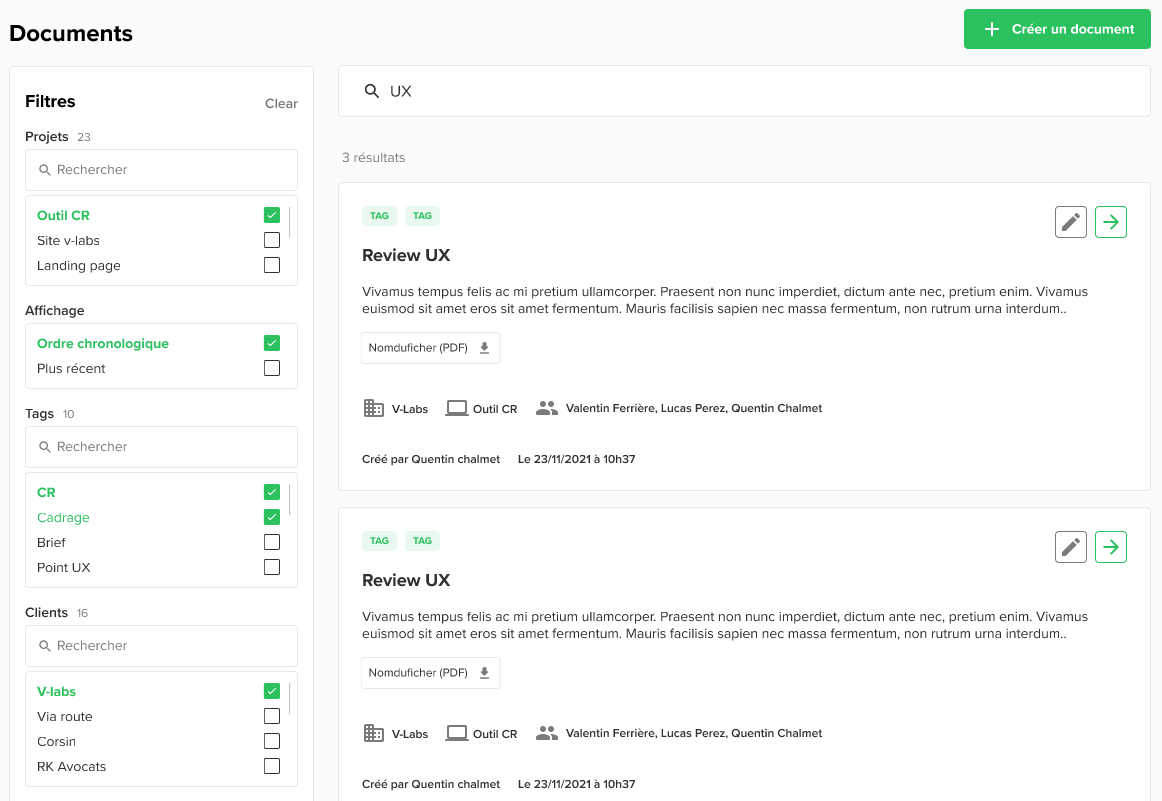 Documents
Créer un document
Filtres
Clear
Projets 23
Rechercher
Outil CR
Site v-labs
Landing page
Affichage
Ordre chronologique
Plus récent
Tags 10
Rechercher
CR
Cadrage
Brief
Point UX
Clients 16
Rechercher
V-labs
Via route
Corsin
RK Avocats
UX
3 résultats
TAG TAG
Review UX
Vivamus tempus felis ac mi pretium ullamcorper. Praesent non nunc imperdiet, dictum ante nec, pretium enim. Vivamus
euismod sit amet eros sit amet fermentum. Mauris facilisis sapien nec massa fermentum, non rutrum urna interdum..
Nomduficher (PDF)
V-Labs Outil CR Valentin Ferrière, Lucas Perez, Quentin Chalmet
Créé par Quentin chalmet Le 23/11/2021 à 10h37
TAG TAG
Review UX
Vivamus tempus felis ac mi pretium ullamcorper. Praesent non nunc imperdiet, dictum ante nec, pretium enim. Vivamus
euismod sit amet eros sit amet fermentum. Mauris facilisis sapien nec massa fermentum, non rutrum urna interdum..
Nomduficher (PDF)
V-Labs Outil CR Valentin Ferrière, Lucas Perez, Quentin Chalmet
Créé par Quentin chalmet Le 23/11/2021 à 10h37